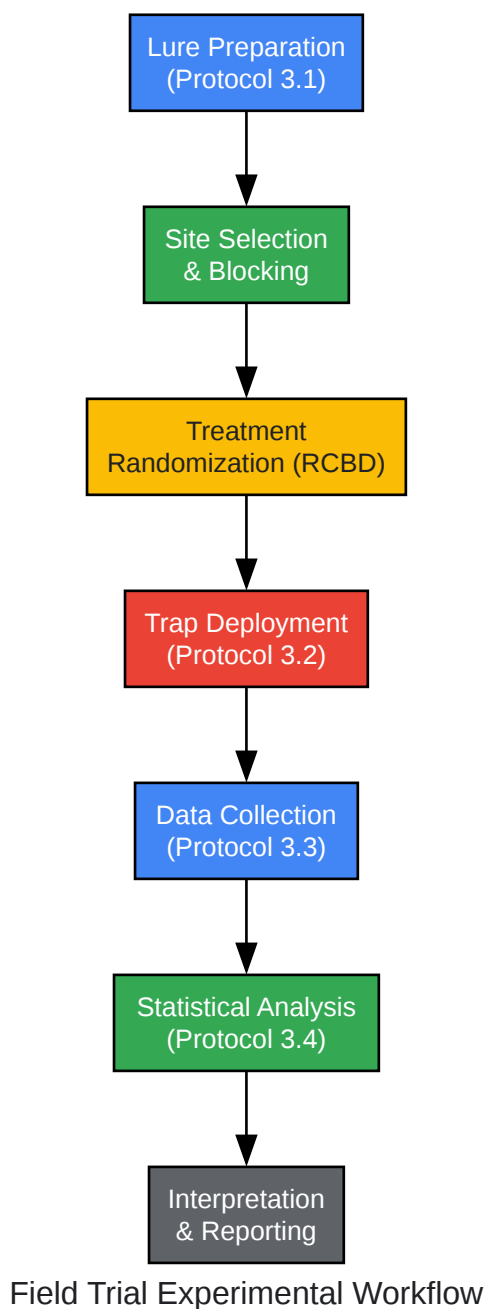 Lure Preparation
(Protocol 3.1)
Site Selection
& Blocking
Treatment
Randomization (RCBD)
Trap Deployment
(Protocol 3.2)
Data Collection
(Protocol 3.3)
Statistical Analysis
(Protocol 3.4)
Interpretation
& Reporting
Field Trial Experimental Workflow